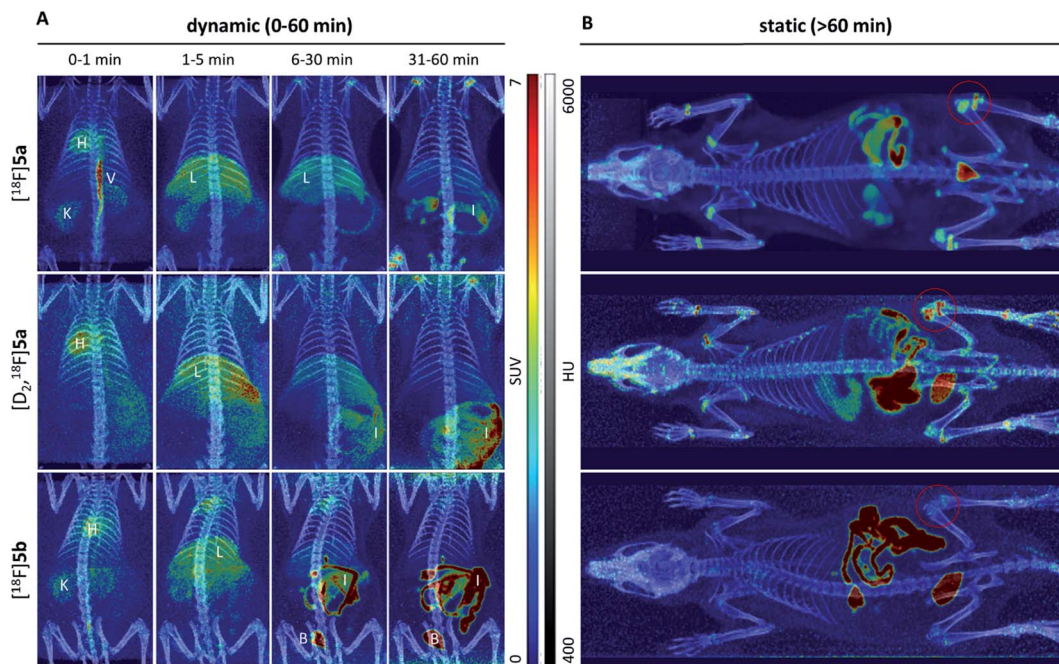 A
dynamic (0-60 min)
0-1 min 1-5 min 6-30 min 31-60 min
[¹⁸F]5a
H
V
K
L
L
I
[D₂,¹⁸F]5a
H
L
I
I
[¹⁸F]5b
H
K
L
I
B
I
B
7
SUV
0
6000
HU
400
B
static (>60 min)